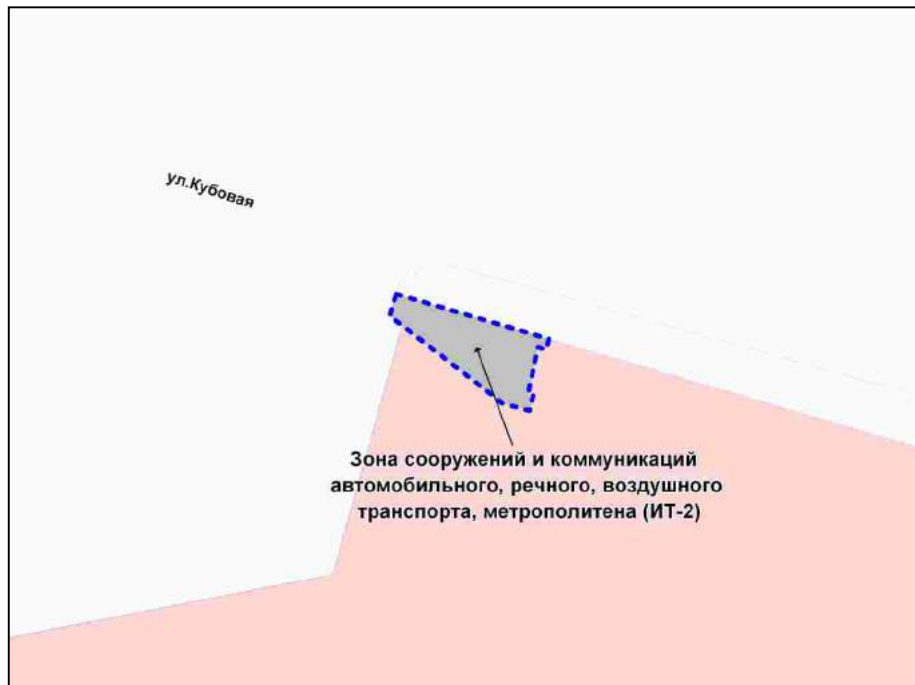 ул.Кубовая
Зона сооружений и коммуникаций
автомобильного, речного, воздушного
транспорта, метрополитена (ИТ-2)